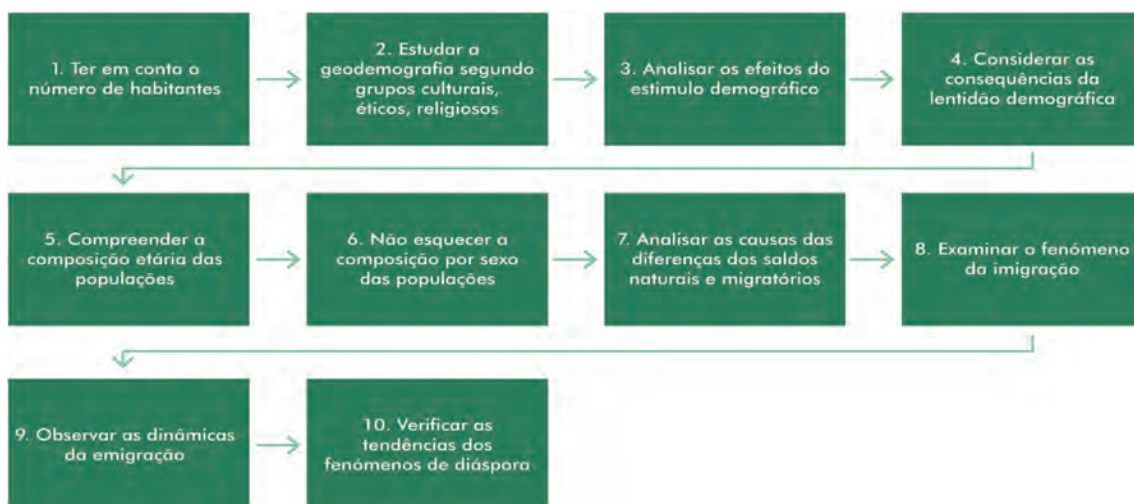 1. Ter em conta o
número de habitantes
2. Estudar a
geodemografia segundo
grupos culturais,
éticos, religiosos
3. Analisar os efeitos do
estímulo demográfico
4. Considerar as
consequências da
lentidão demográfica
5. Compreender a
composição etária das
populações
6. Não esquecer a
composição por sexo
das populações
7. Analisar as causas das
diferenças dos saldos
naturais e migratórios
8. Examinar o fenómeno
da imigração
9. Observar as dinâmicas
da emigração
10. Verificar as
tendências dos
fenómenos de diáspora